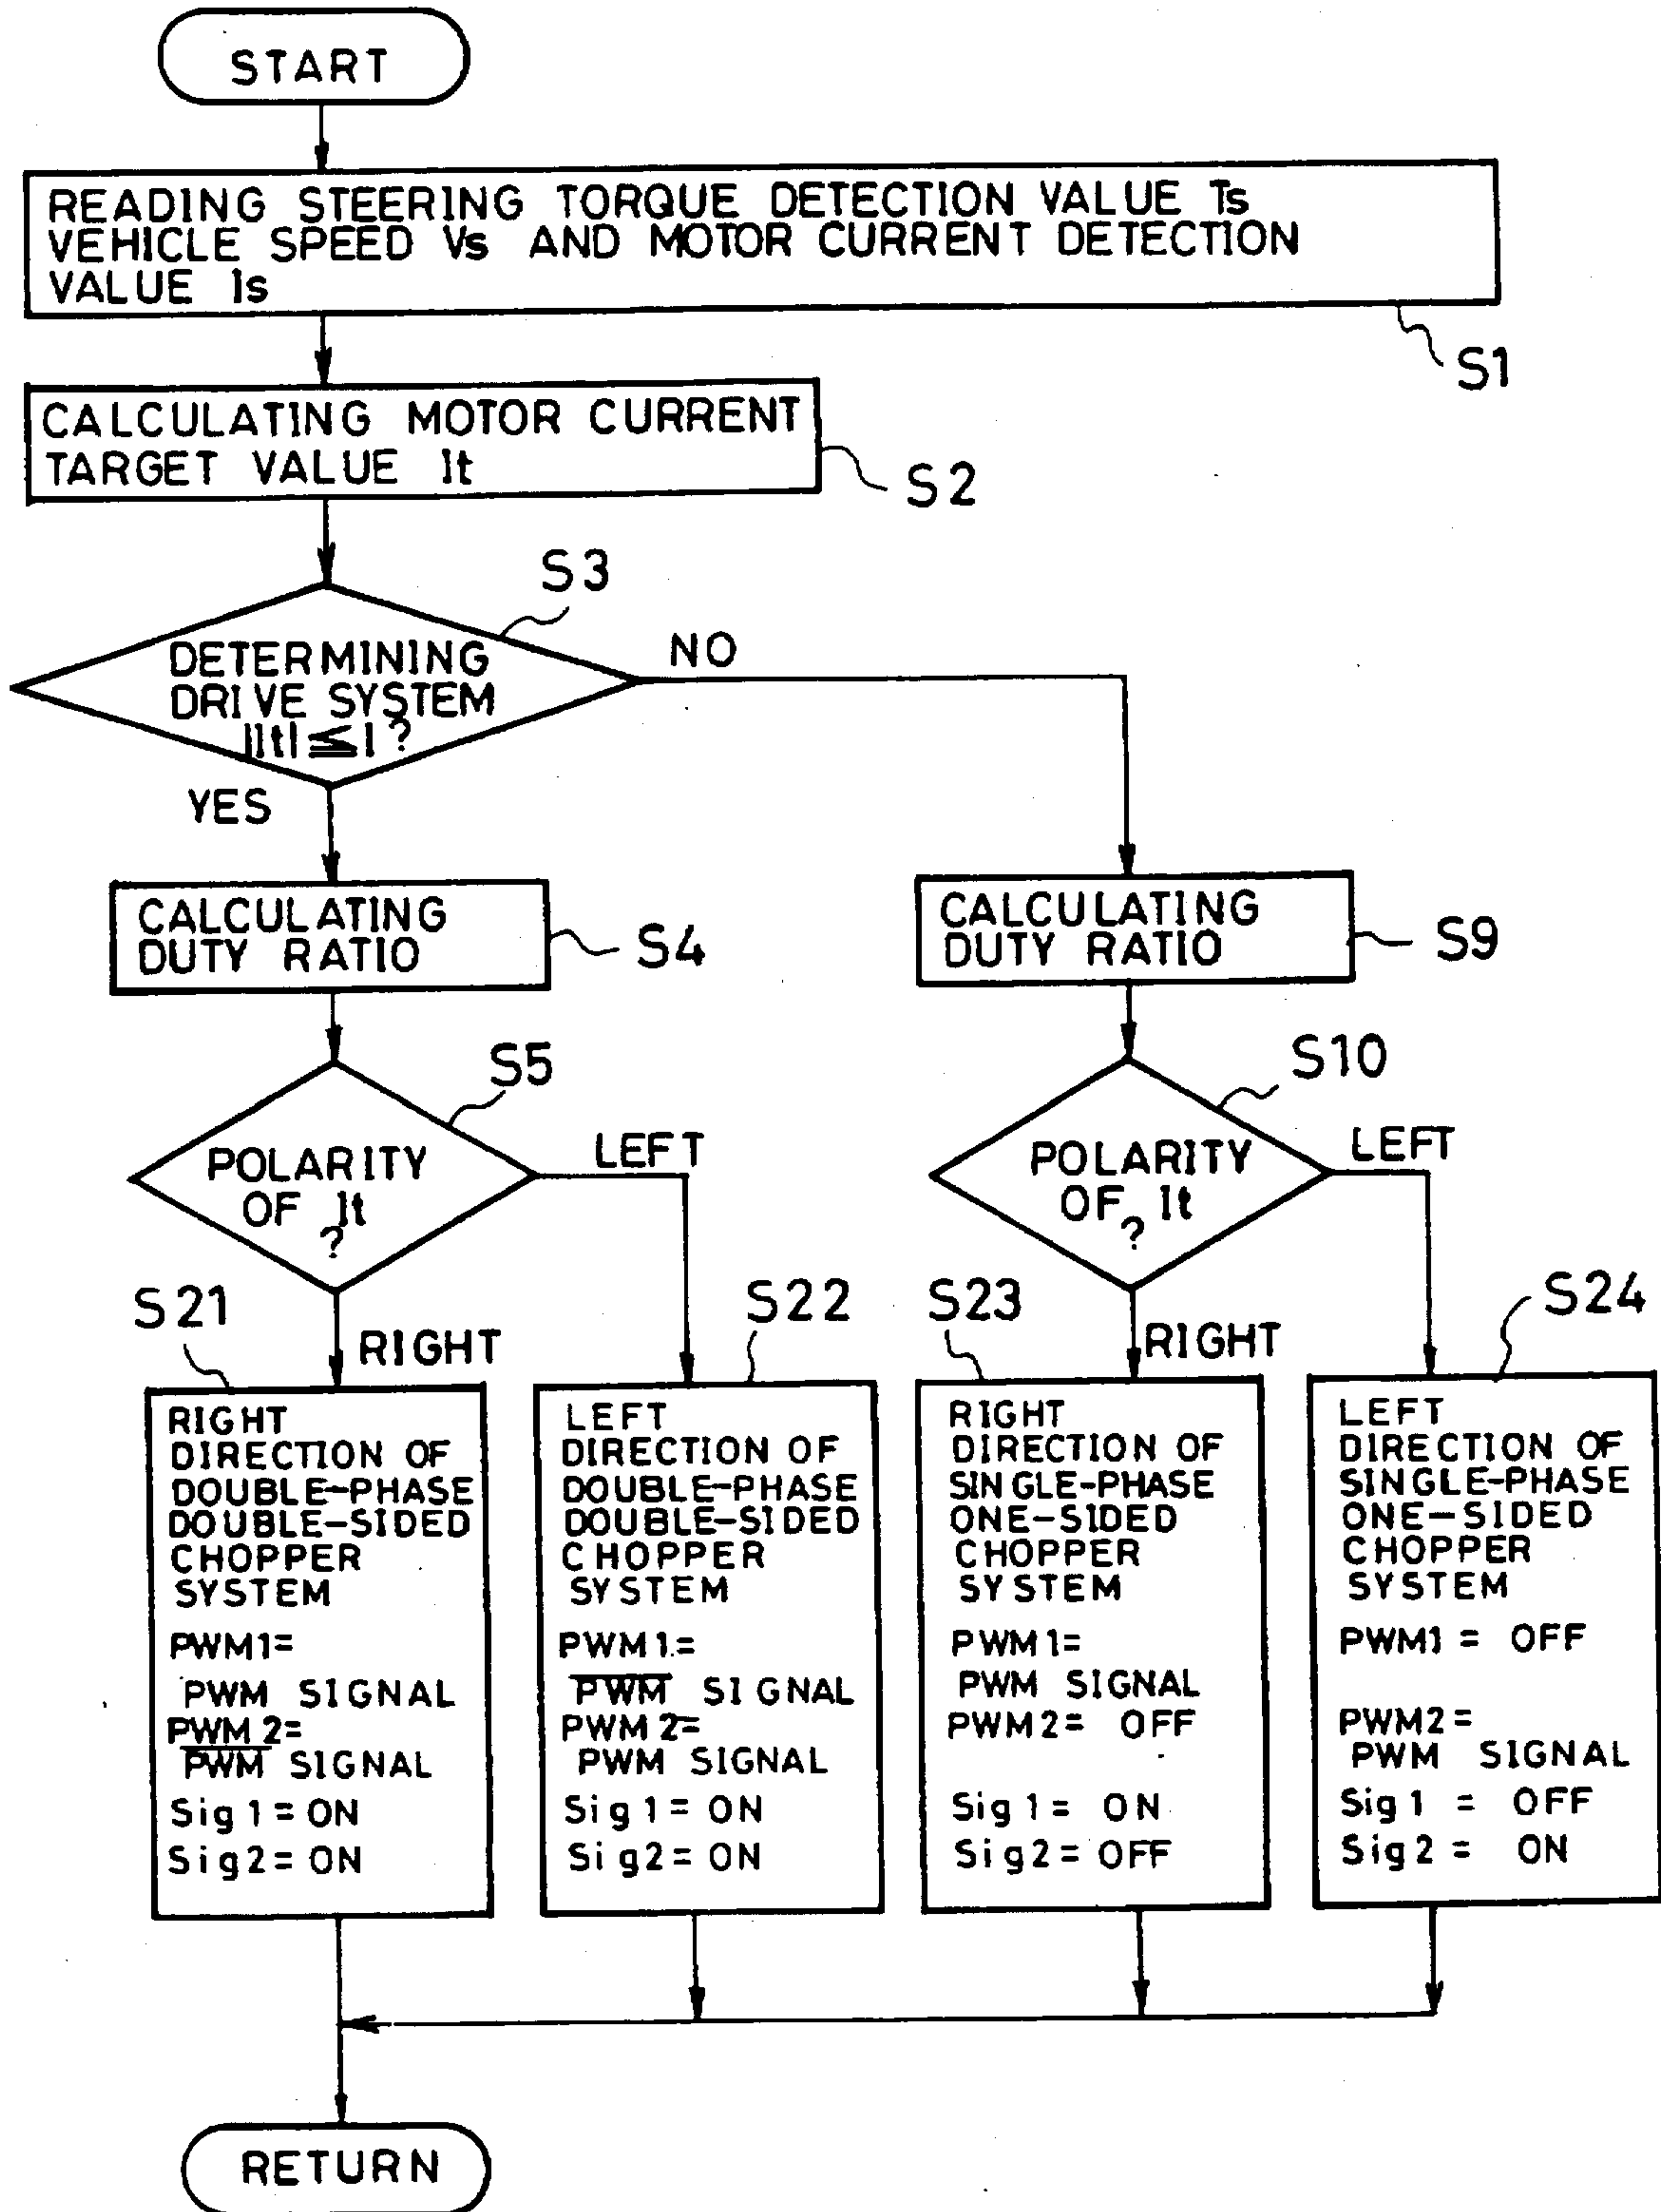 START
READING STEERING TORQUE DETECTION VALUE Ts
VEHICLE SPEED Vs AND MOTOR CURRENT DETECTION
VALUE Is
S1
CALCULATING MOTOR CURRENT
TARGET VALUE It
S2
S3
DETERMINING
DRIVE SYSTEM
|It| ≦ I ?
NO
YES
CALCULATING
DUTY RATIO
S4
CALCULATING
DUTY RATIO
S9
S5
POLARITY
OF It
?
LEFT
RIGHT
S10
POLARITY
OF It
?
LEFT
RIGHT
S21
RIGHT
DIRECTION OF
DOUBLE-PHASE
DOUBLE-SIDED
CHOPPER
SYSTEM
PWM1=
PWM SIGNAL
PWM2=
P̅W̅M̅ SIGNAL
Sig1=ON
Sig2=ON
S22
LEFT
DIRECTION OF
DOUBLE-PHASE
DOUBLE-SIDED
CHOPPER
SYSTEM
PWM1=
P̅W̅M̅ SIGNAL
PWM2=
PWM SIGNAL
Sig1=ON
Sig2=ON
S23
RIGHT
DIRECTION OF
SINGLE-PHASE
ONE-SIDED
CHOPPER
SYSTEM
PWM1=
PWM SIGNAL
PWM2= OFF
Sig1= ON
Sig2= OFF
S24
LEFT
DIRECTION OF
SINGLE-PHASE
ONE-SIDED
CHOPPER
SYSTEM
PWM1 = OFF
PWM2=
PWM SIGNAL
Sig1 = OFF
Sig2 = ON
RETURN